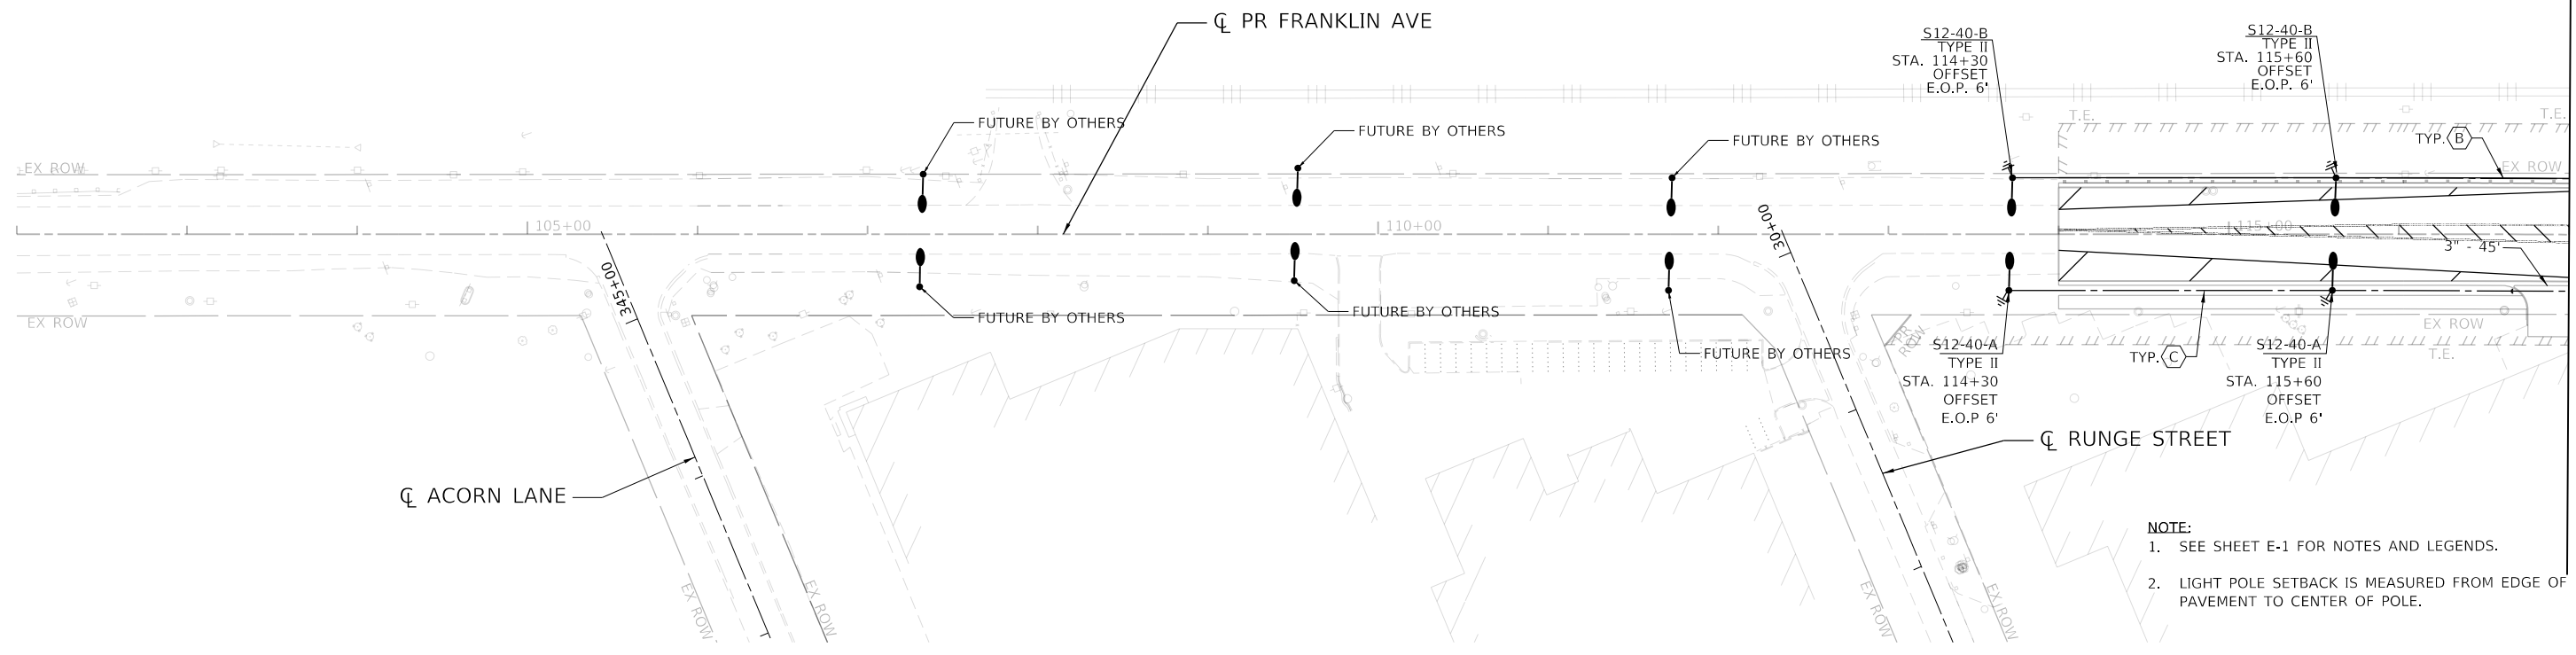 ℄ PR FRANKLIN AVE
S12-40-B
TYPE II
STA. 114+30
OFFSET
E.O.P. 6'
S12-40-B
TYPE II
STA. 115+60
OFFSET
E.O.P. 6'
FUTURE BY OTHERS
FUTURE BY OTHERS
FUTURE BY OTHERS
T.E.
T.E.
TYP. B
EX ROW
EX ROW
105+00
110+00
115+00
3" - 45'
345+00
30+00
EX ROW
FUTURE BY OTHERS
FUTURE BY OTHERS
FUTURE BY OTHERS
PR
ROW
EX ROW
T.E.
S12-40-A
TYPE II
STA. 114+30
OFFSET
E.O.P 6'
TYP. C
S12-40-A
TYPE II
STA. 115+60
OFFSET
E.O.P 6'
℄ RUNGE STREET
℄ ACORN LANE
EX ROW
EX ROW
EX ROW
EX ROW
NOTE:
1. SEE SHEET E-1 FOR NOTES AND LEGENDS.
2. LIGHT POLE SETBACK IS MEASURED FROM EDGE OF
PAVEMENT TO CENTER OF POLE.